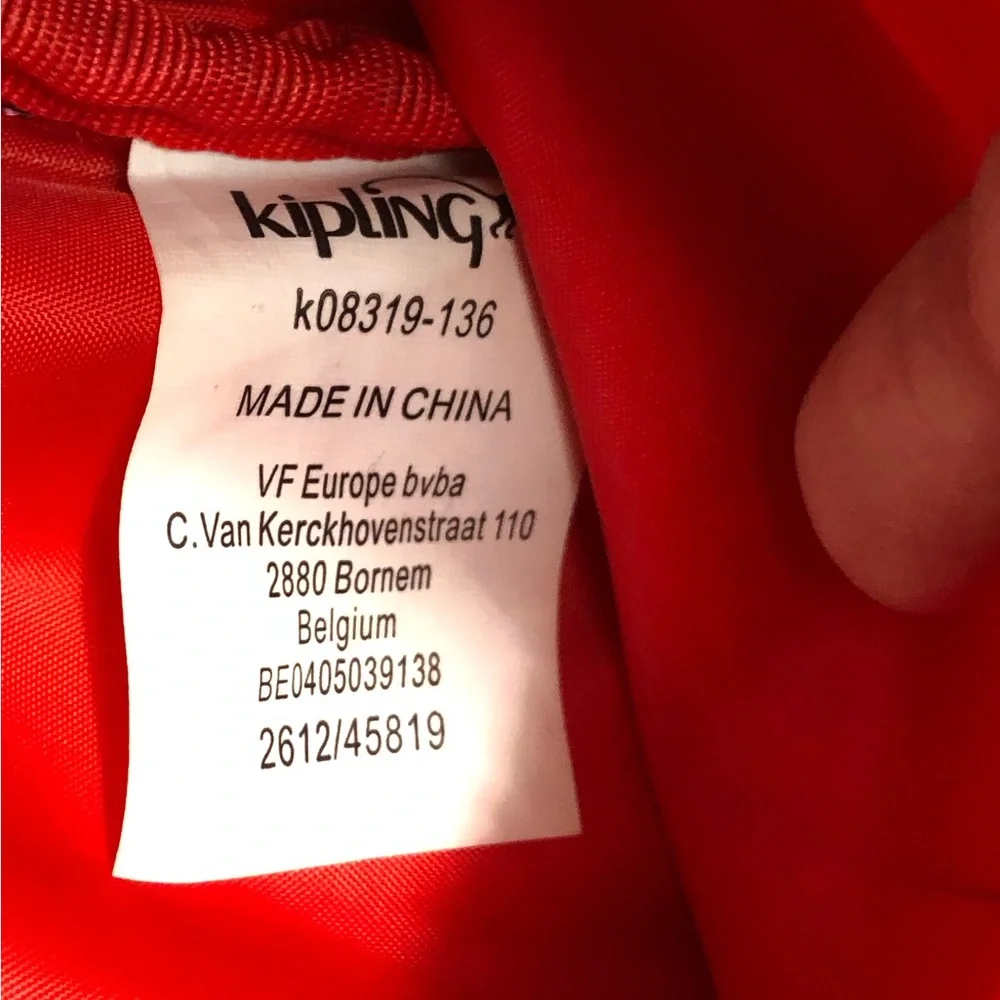 kipliNG
k08319-136
MADE IN CHINA
VF Europe bvba
C.Van Kerckhovenstraat 110
2880 Bornem
Belgium
BE0405039138
2612/45819